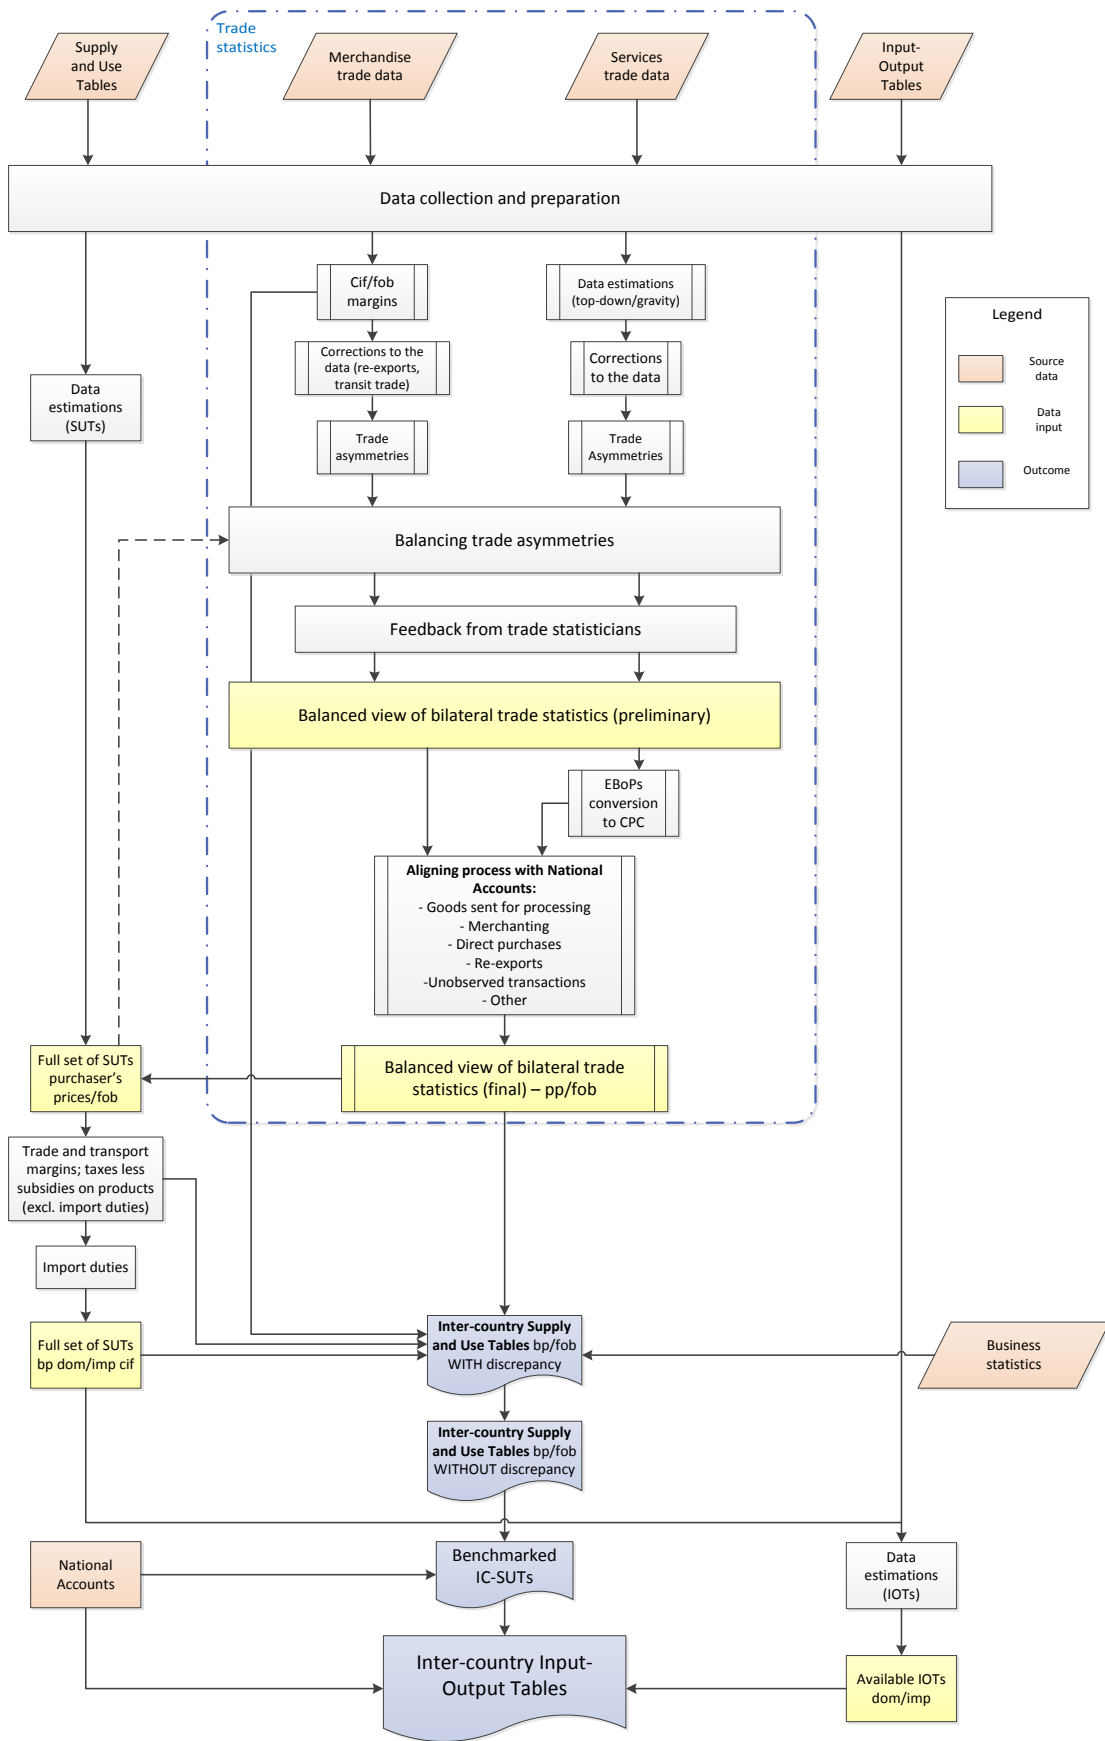 Trade
statistics
Supply
and Use
Tables
Merchandise
trade data
Services
trade data
Input-
Output
Tables
Data collection and preparation
Cif/fob
margins
Data estimations
(top-down/gravity)
Legend
Source
data
Data
input
Outcome
Corrections to the
data (re-exports,
transit trade)
Corrections
to the data
Data
estimations
(SUTs)
Trade
asymmetries
Trade
Asymmetries
Balancing trade asymmetries
Feedback from trade statisticians
Balanced view of bilateral trade statistics (preliminary)
EBoPs
conversion
to CPC
Aligning process with National
Accounts:
- Goods sent for processing
- Merchanting
- Direct purchases
- Re-exports
-Unobserved transactions
- Other
Full set of SUTs
purchaser's
prices/fob
Balanced view of bilateral trade
statistics (final) – pp/fob
Trade and transport
margins; taxes less
subsidies on products
(excl. import duties)
Import duties
Full set of SUTs
bp dom/imp cif
Inter-country Supply
and Use Tables bp/fob
WITH discrepancy
Business
statistics
Inter-country Supply
and Use Tables bp/fob
WITHOUT discrepancy
National
Accounts
Benchmarked
IC-SUTs
Data
estimations
(IOTs)
Inter-country Input-
Output Tables
Available IOTs
dom/imp